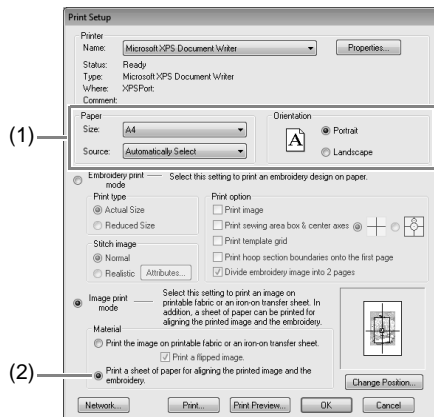 Print Setup
Printer
Name: Microsoft XPS Document Writer Properties...
Status: Ready
Type: Microsoft XPS Document Writer
Where: XPSPort:
Comment:
(1)
Paper
Size: A4
Source: Automatically Select
Orientation
A
Portrait
Landscape
Embroidery print mode Select this setting to print an embroidery design on paper.
Print type
Actual Size
Reduced Size
Stitch image
Normal
Realistic Attributes...
Print option
Print image
Print sewing area box & center axes
Print template grid
Print hoop section boundaries onto the first page
Divide embroidery image into 2 pages
Image print mode
Select this setting to print an image on
printable fabric or an iron-on transfer sheet. In
addition, a sheet of paper can be printed for
aligning the printed image and the embroidery.
Material
Print the image on printable fabric or an iron-on transfer sheet.
Print a flipped image.
(2)
Print a sheet of paper for aligning the printed image and the
embroidery.
Change Position...
Network... Print... Print Preview... OK Cancel